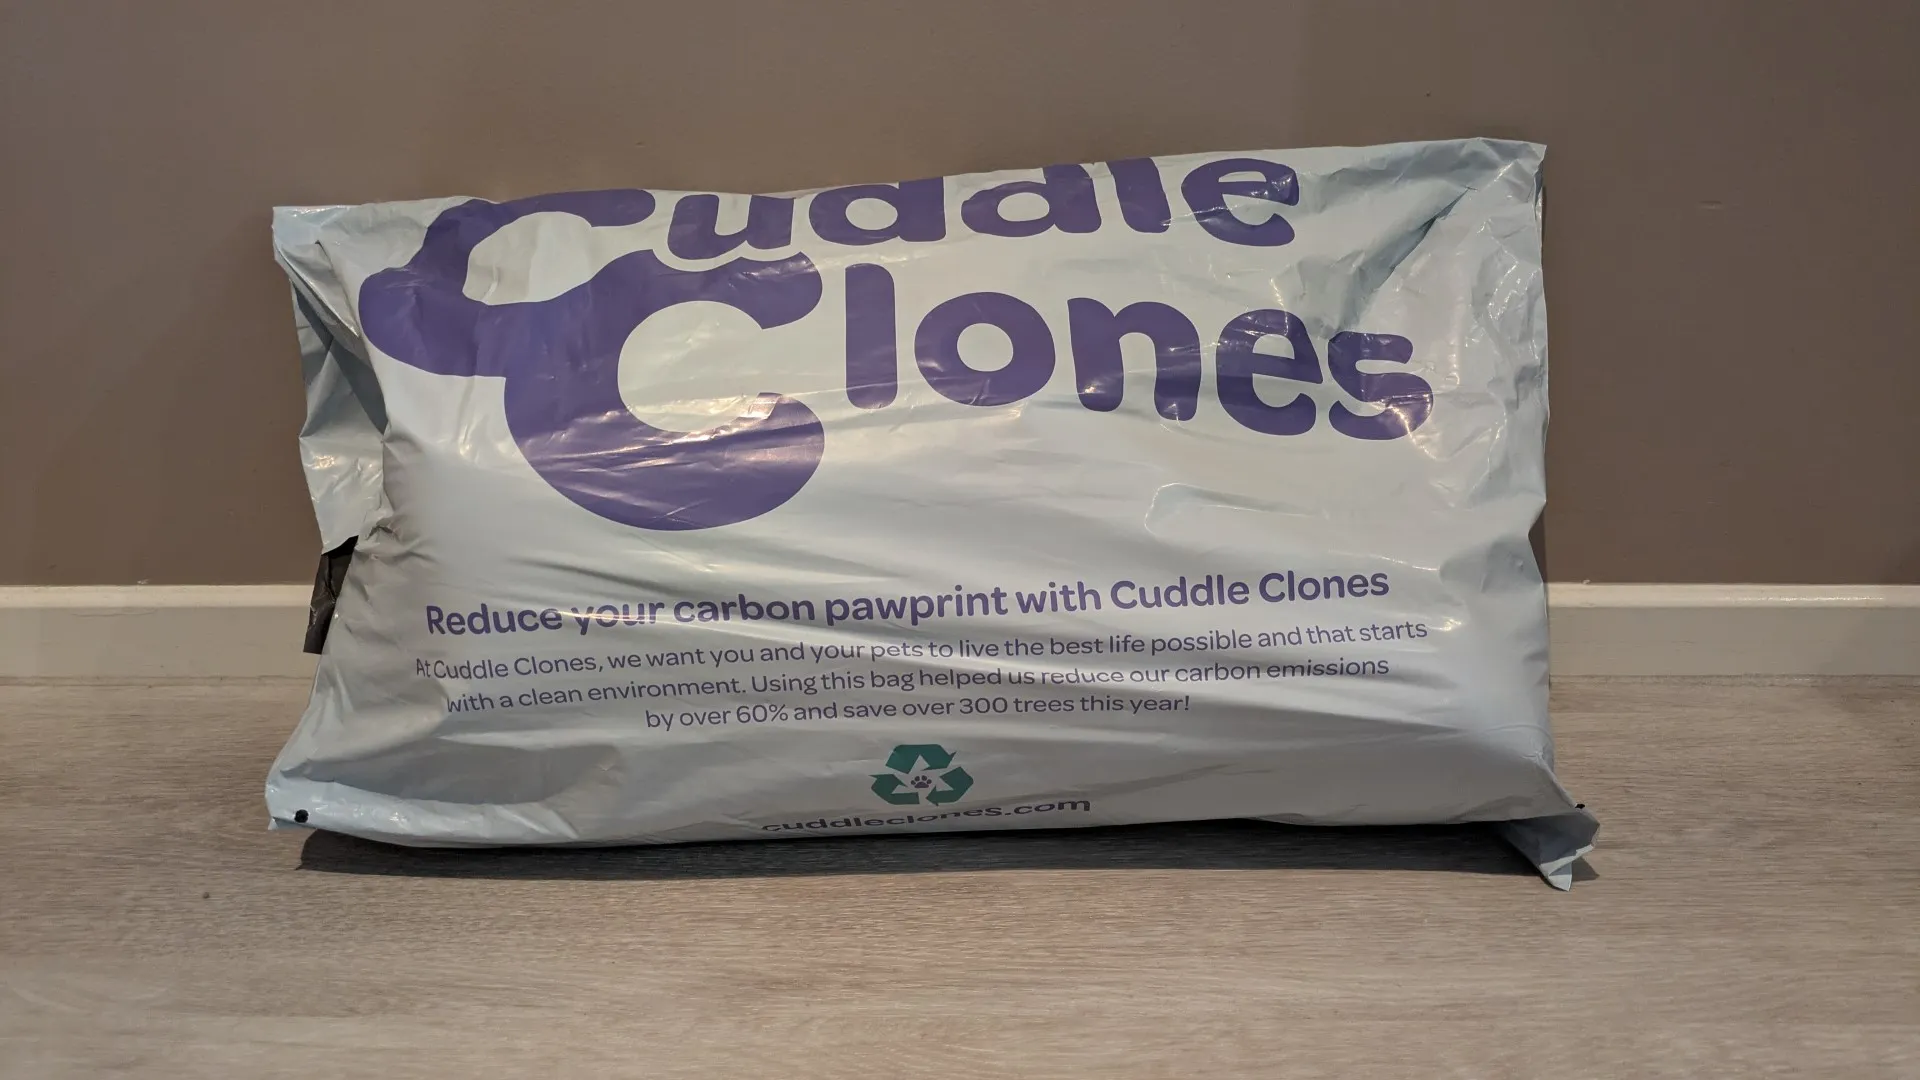 Cuddle
Clones
Reduce your carbon pawprint with Cuddle Clones
At Cuddle Clones, we want you and your pets to live the best life possible and that starts
with a clean environment. Using this bag helped us reduce our carbon emissions
by over 60% and save over 300 trees this year!
cuddleclones.com